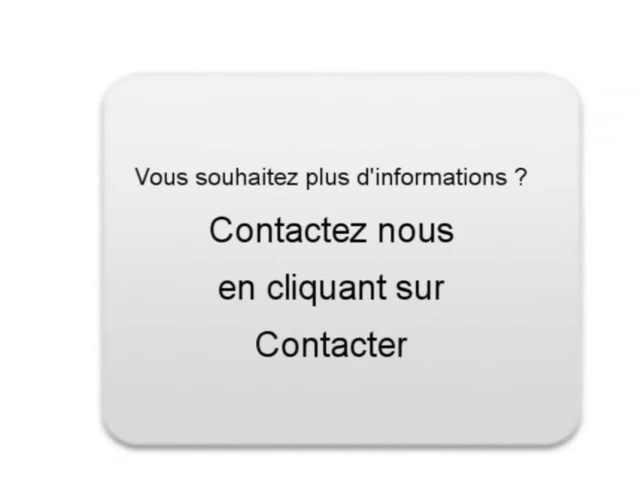 Vous souhaitez plus d'informations ?
Contactez nous
en cliquant sur
Contacter